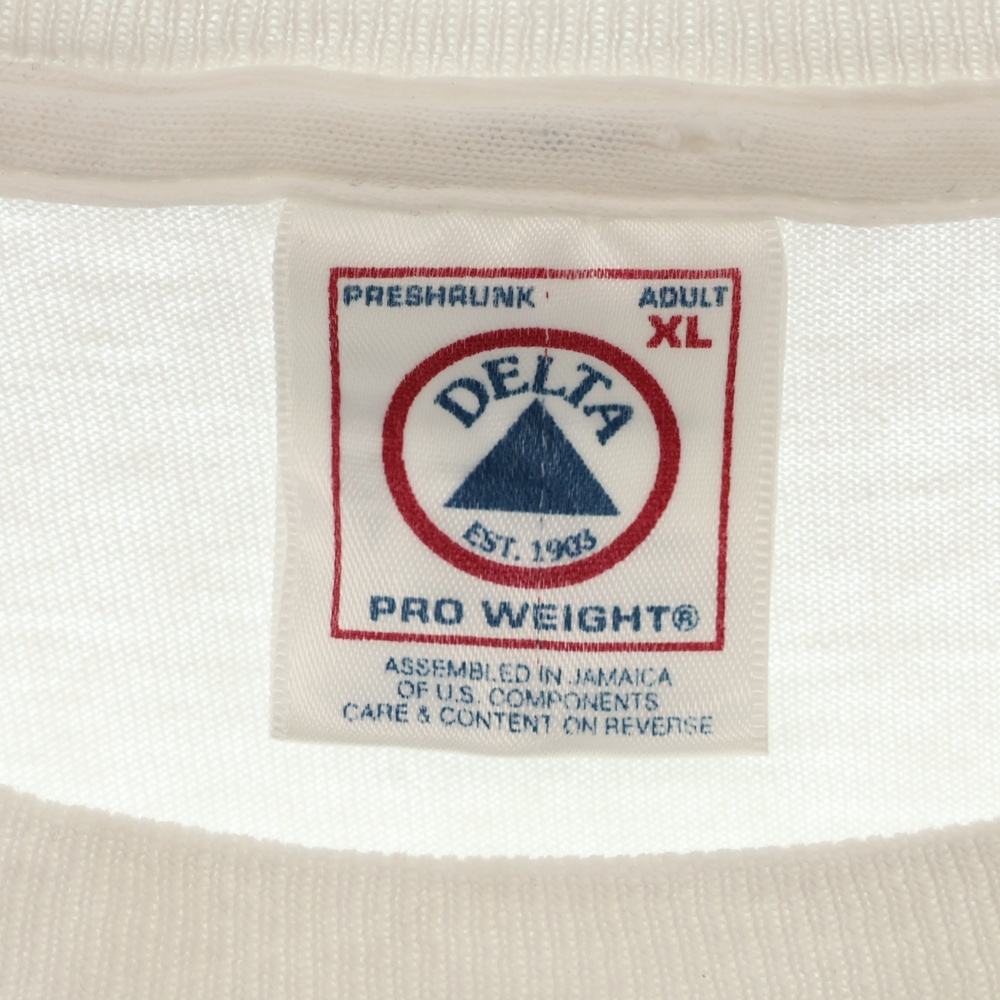 PRESHRUNK
ADULT
XL
DELTA
EST. 1903
PRO WEIGHT®
ASSEMBLED IN JAMAICA
OF U.S. COMPONENTS
CARE & CONTENT ON REVERSE